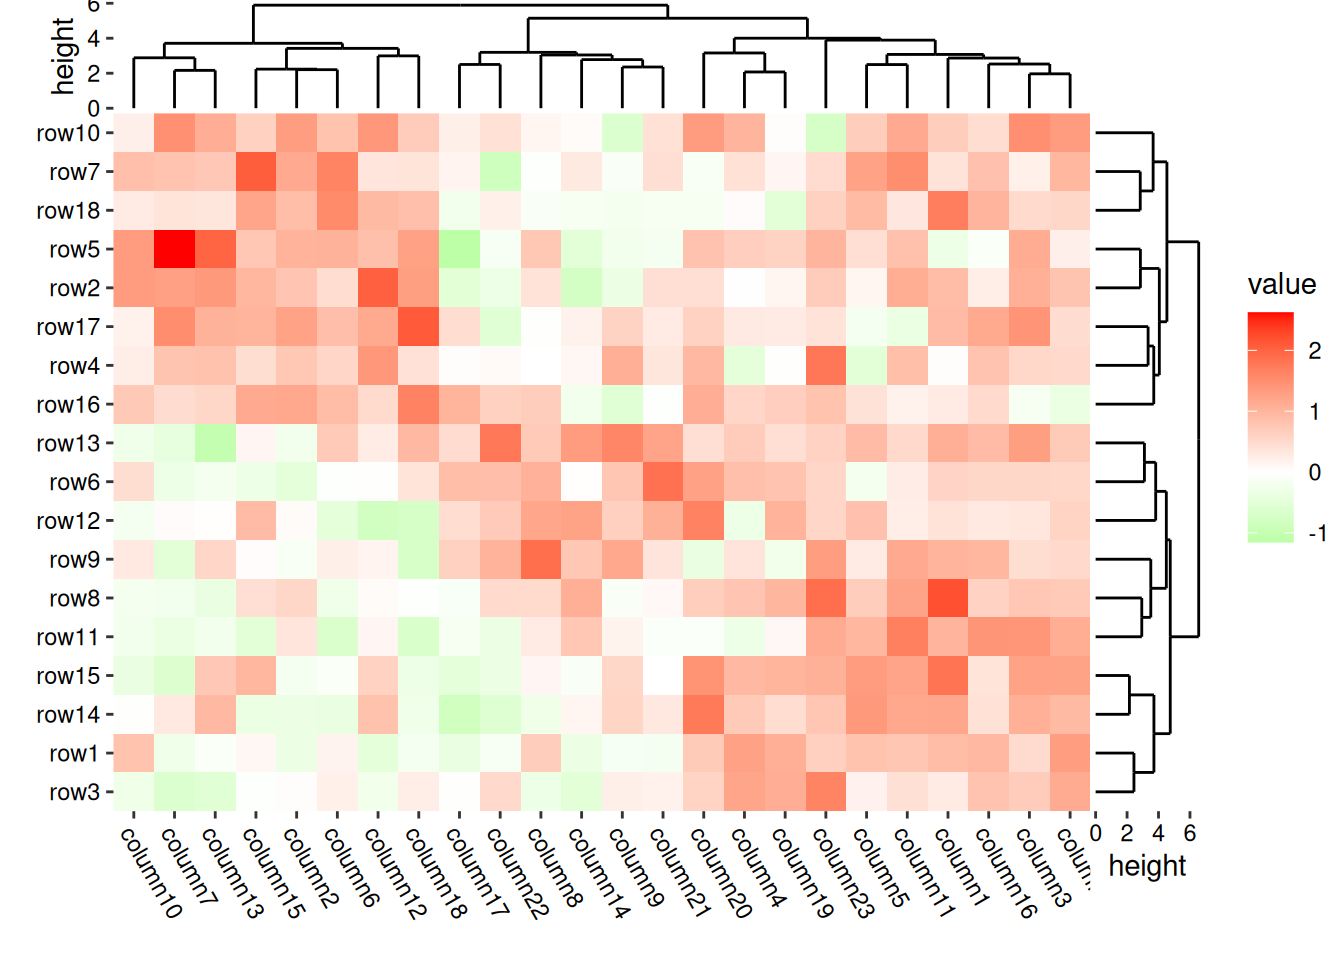 height
6
4
2
0
row10
row7
row18
row5
row2
row17
row4
row16
row13
row6
row12
row9
row8
row11
row15
row14
row1
row3
column10
column7
column13
column15
column2
column6
column12
column18
column17
column22
column8
column14
column9
column21
column20
column4
column19
column23
column5
column11
column1
column16
column3
0 2 4 6
height
value
2
1
0
-1